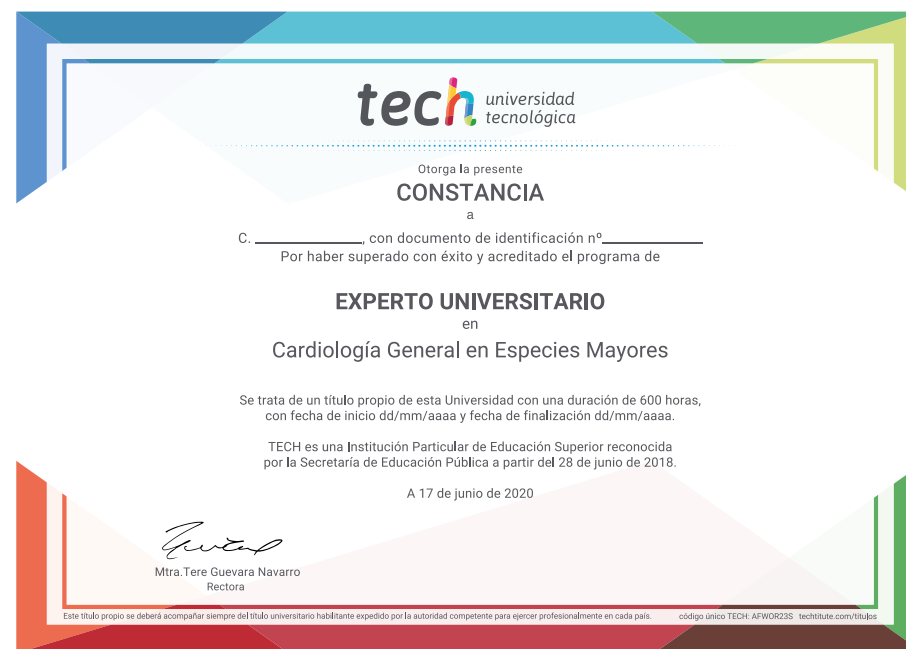 tech universidad
tecnológica
Otorga la presente
CONSTANCIA
a
C. ____________, con documento de identificación nº____________
Por haber superado con éxito y acreditado el programa de
EXPERTO UNIVERSITARIO
en
Cardiología General en Especies Mayores
Se trata de un título propio de esta Universidad con una duración de 600 horas,
con fecha de inicio dd/mm/aaaa y fecha de finalización dd/mm/aaaa.
TECH es una Institución Particular de Educación Superior reconocida
por la Secretaría de Educación Pública a partir del 28 de junio de 2018.
A 17 de junio de 2020
Mtra.Tere Guevara Navarro
Rectora
Este título propio se deberá acompañar siempre del título universitario habilitante expedido por la autoridad competente para ejercer profesionalmente en cada país. código único TECH: AFWOR23S techtitute.com/titulos